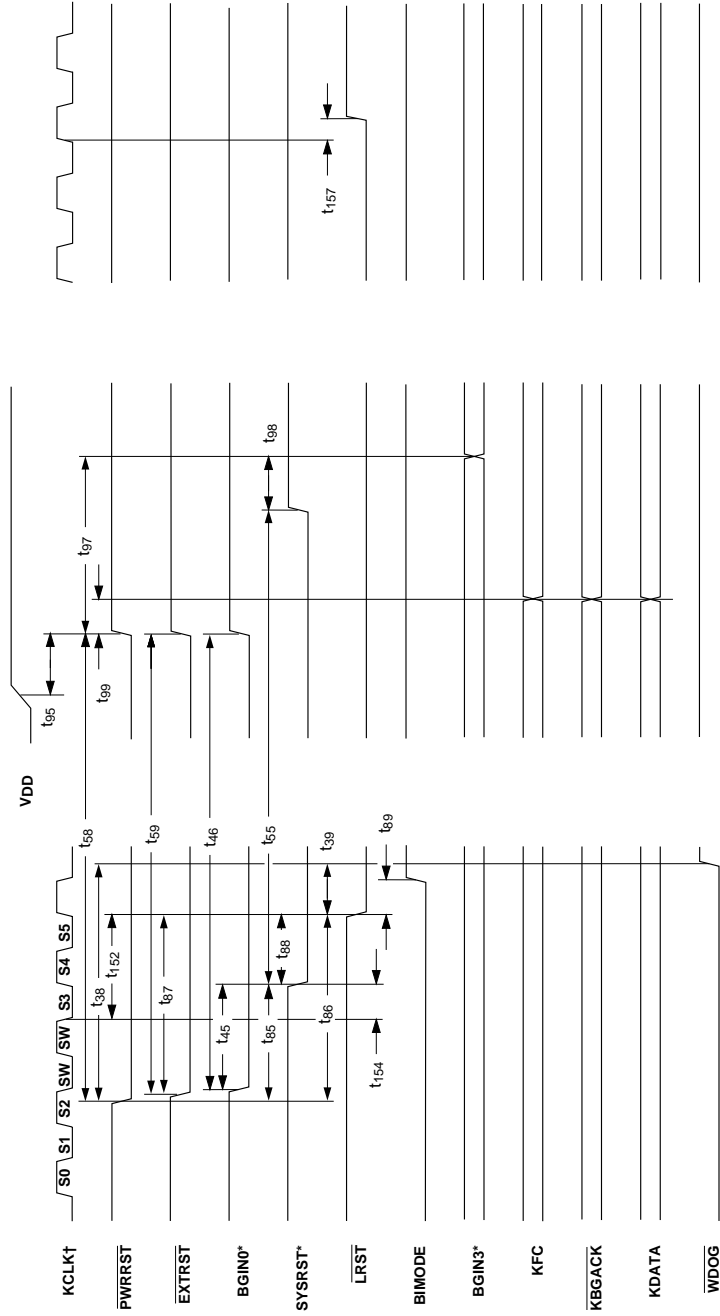 VDD
KCLK†
S0
S1
S2
SW
SW
S3
S4
S5
PWRRST
EXTRST
BGIN0*
SYSRST*
LRST
BIMODE
BGIN3*
KFC
KBGACK
KDATA
WDOG
t95
t97
t99
t58
t38
t152
t59
t87
t46
t45
t98
t55
t88
t85
t39
t86
t157
t89
t154